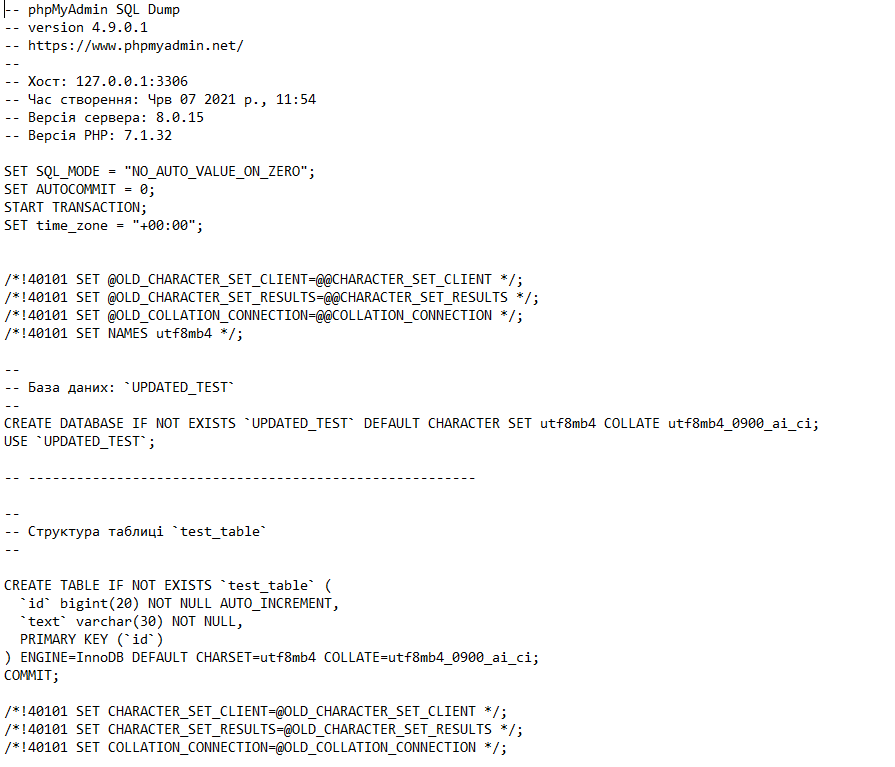 -- phpMyAdmin SQL Dump
-- version 4.9.0.1
-- https://www.phpmyadmin.net/
--
-- Хост: 127.0.0.1:3306
-- Час створення: Чрв 07 2021 р., 11:54
-- Версія сервера: 8.0.15
-- Версія PHP: 7.1.32
SET SQL_MODE = "NO_AUTO_VALUE_ON_ZERO";
SET AUTOCOMMIT = 0;
START TRANSACTION;
SET time_zone = "+00:00";
/*!40101 SET @OLD_CHARACTER_SET_CLIENT=@@CHARACTER_SET_CLIENT */;
/*!40101 SET @OLD_CHARACTER_SET_RESULTS=@@CHARACTER_SET_RESULTS */;
/*!40101 SET @OLD_COLLATION_CONNECTION=@@COLLATION_CONNECTION */;
/*!40101 SET NAMES utf8mb4 */;
--
-- База даних: `UPDATED_TEST`
--
CREATE DATABASE IF NOT EXISTS `UPDATED_TEST` DEFAULT CHARACTER SET utf8mb4 COLLATE utf8mb4_0900_ai_ci;
USE `UPDATED_TEST`;
-- --------------------------------------------------------
--
-- Структура таблиці `test_table`
--
CREATE TABLE IF NOT EXISTS `test_table` (
  `id` bigint(20) NOT NULL AUTO_INCREMENT,
  `text` varchar(30) NOT NULL,
  PRIMARY KEY (`id`)
) ENGINE=InnoDB DEFAULT CHARSET=utf8mb4 COLLATE=utf8mb4_0900_ai_ci;
COMMIT;
/*!40101 SET CHARACTER_SET_CLIENT=@OLD_CHARACTER_SET_CLIENT */;
/*!40101 SET CHARACTER_SET_RESULTS=@OLD_CHARACTER_SET_RESULTS */;
/*!40101 SET COLLATION_CONNECTION=@OLD_COLLATION_CONNECTION */;